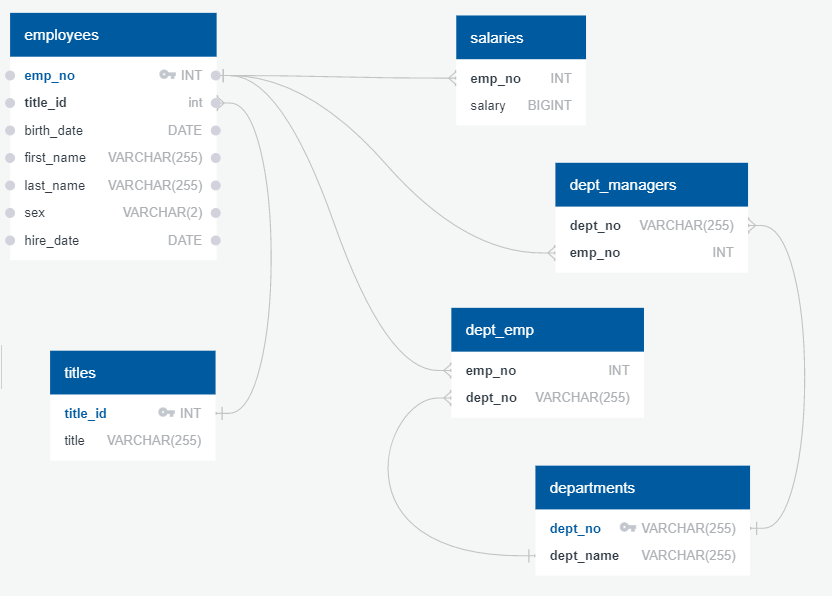 employees
emp_no INT
title_id int
birth_date DATE
first_name VARCHAR(255)
last_name VARCHAR(255)
sex VARCHAR(2)
hire_date DATE
salaries
emp_no INT
salary BIGINT
dept_managers
dept_no VARCHAR(255)
emp_no INT
dept_emp
emp_no INT
dept_no VARCHAR(255)
titles
title_id INT
title VARCHAR(255)
departments
dept_no VARCHAR(255)
dept_name VARCHAR(255)